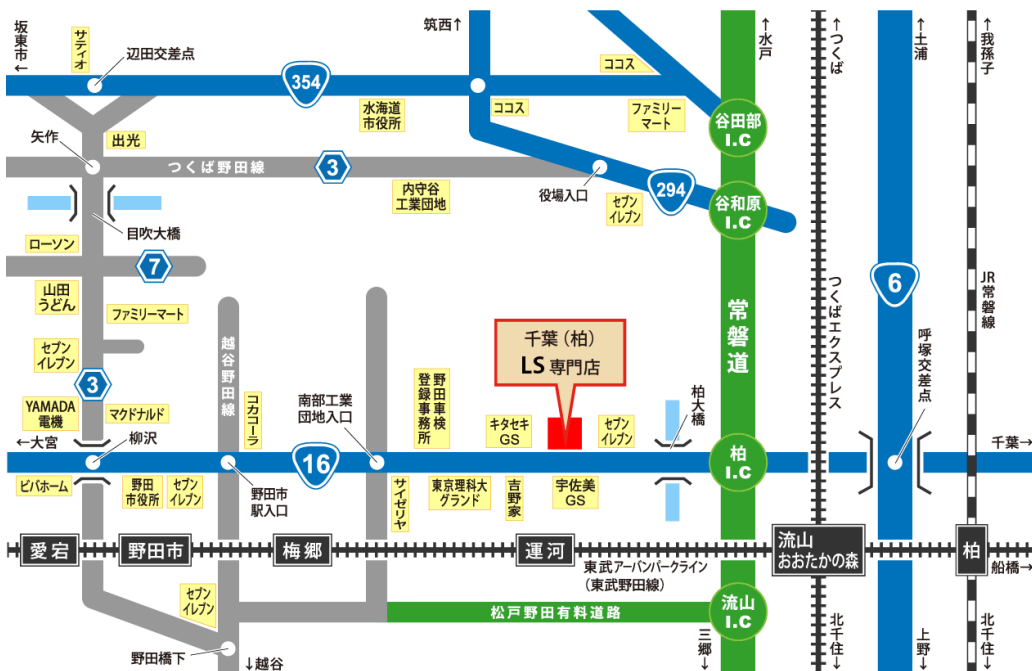 坂東市←
サティオ
辺田交差点
354
筑西↑
ココス
←水戸
←つくば
←土浦
←我孫子
水海道
市役所
ココス
ファミリー
マート
谷田部
I.C
矢作
出光
つくば野田線
3
内守谷
工業団地
役場入口
セブン
イレブン
294
谷和原
I.C
目吹大橋
ローソン
7
山田
うどん
ファミリーマート
セブン
イレブン
3
YAMADA
電機
マクドナルド
越谷野田線
コカコーラ
南部工業
団地入口
野田車検
登録事務所
千葉(柏)
LS 専門店
キタセキ
GS
セブン
イレブン
柏大橋
常磐道
つくばエクスプレス
6
呼塚交差点
JR常磐線
←大宮
柳沢
16
柏
I.C
千葉→
ビバホーム
野田
市役所
セブン
イレブン
野田市
駅入口
サイゼリヤ
東京理科大
グランド
吉野家
宇佐美
GS
愛宕
野田市
梅郷
運河
東武アーバンパークライン
(東武野田線)
流山
おおたかの森
柏
船橋→
セブン
イレブン
松戸野田有料道路
流山
I.C
野田橋下
↓越谷
三郷→
北千住→
上野→
北千住→